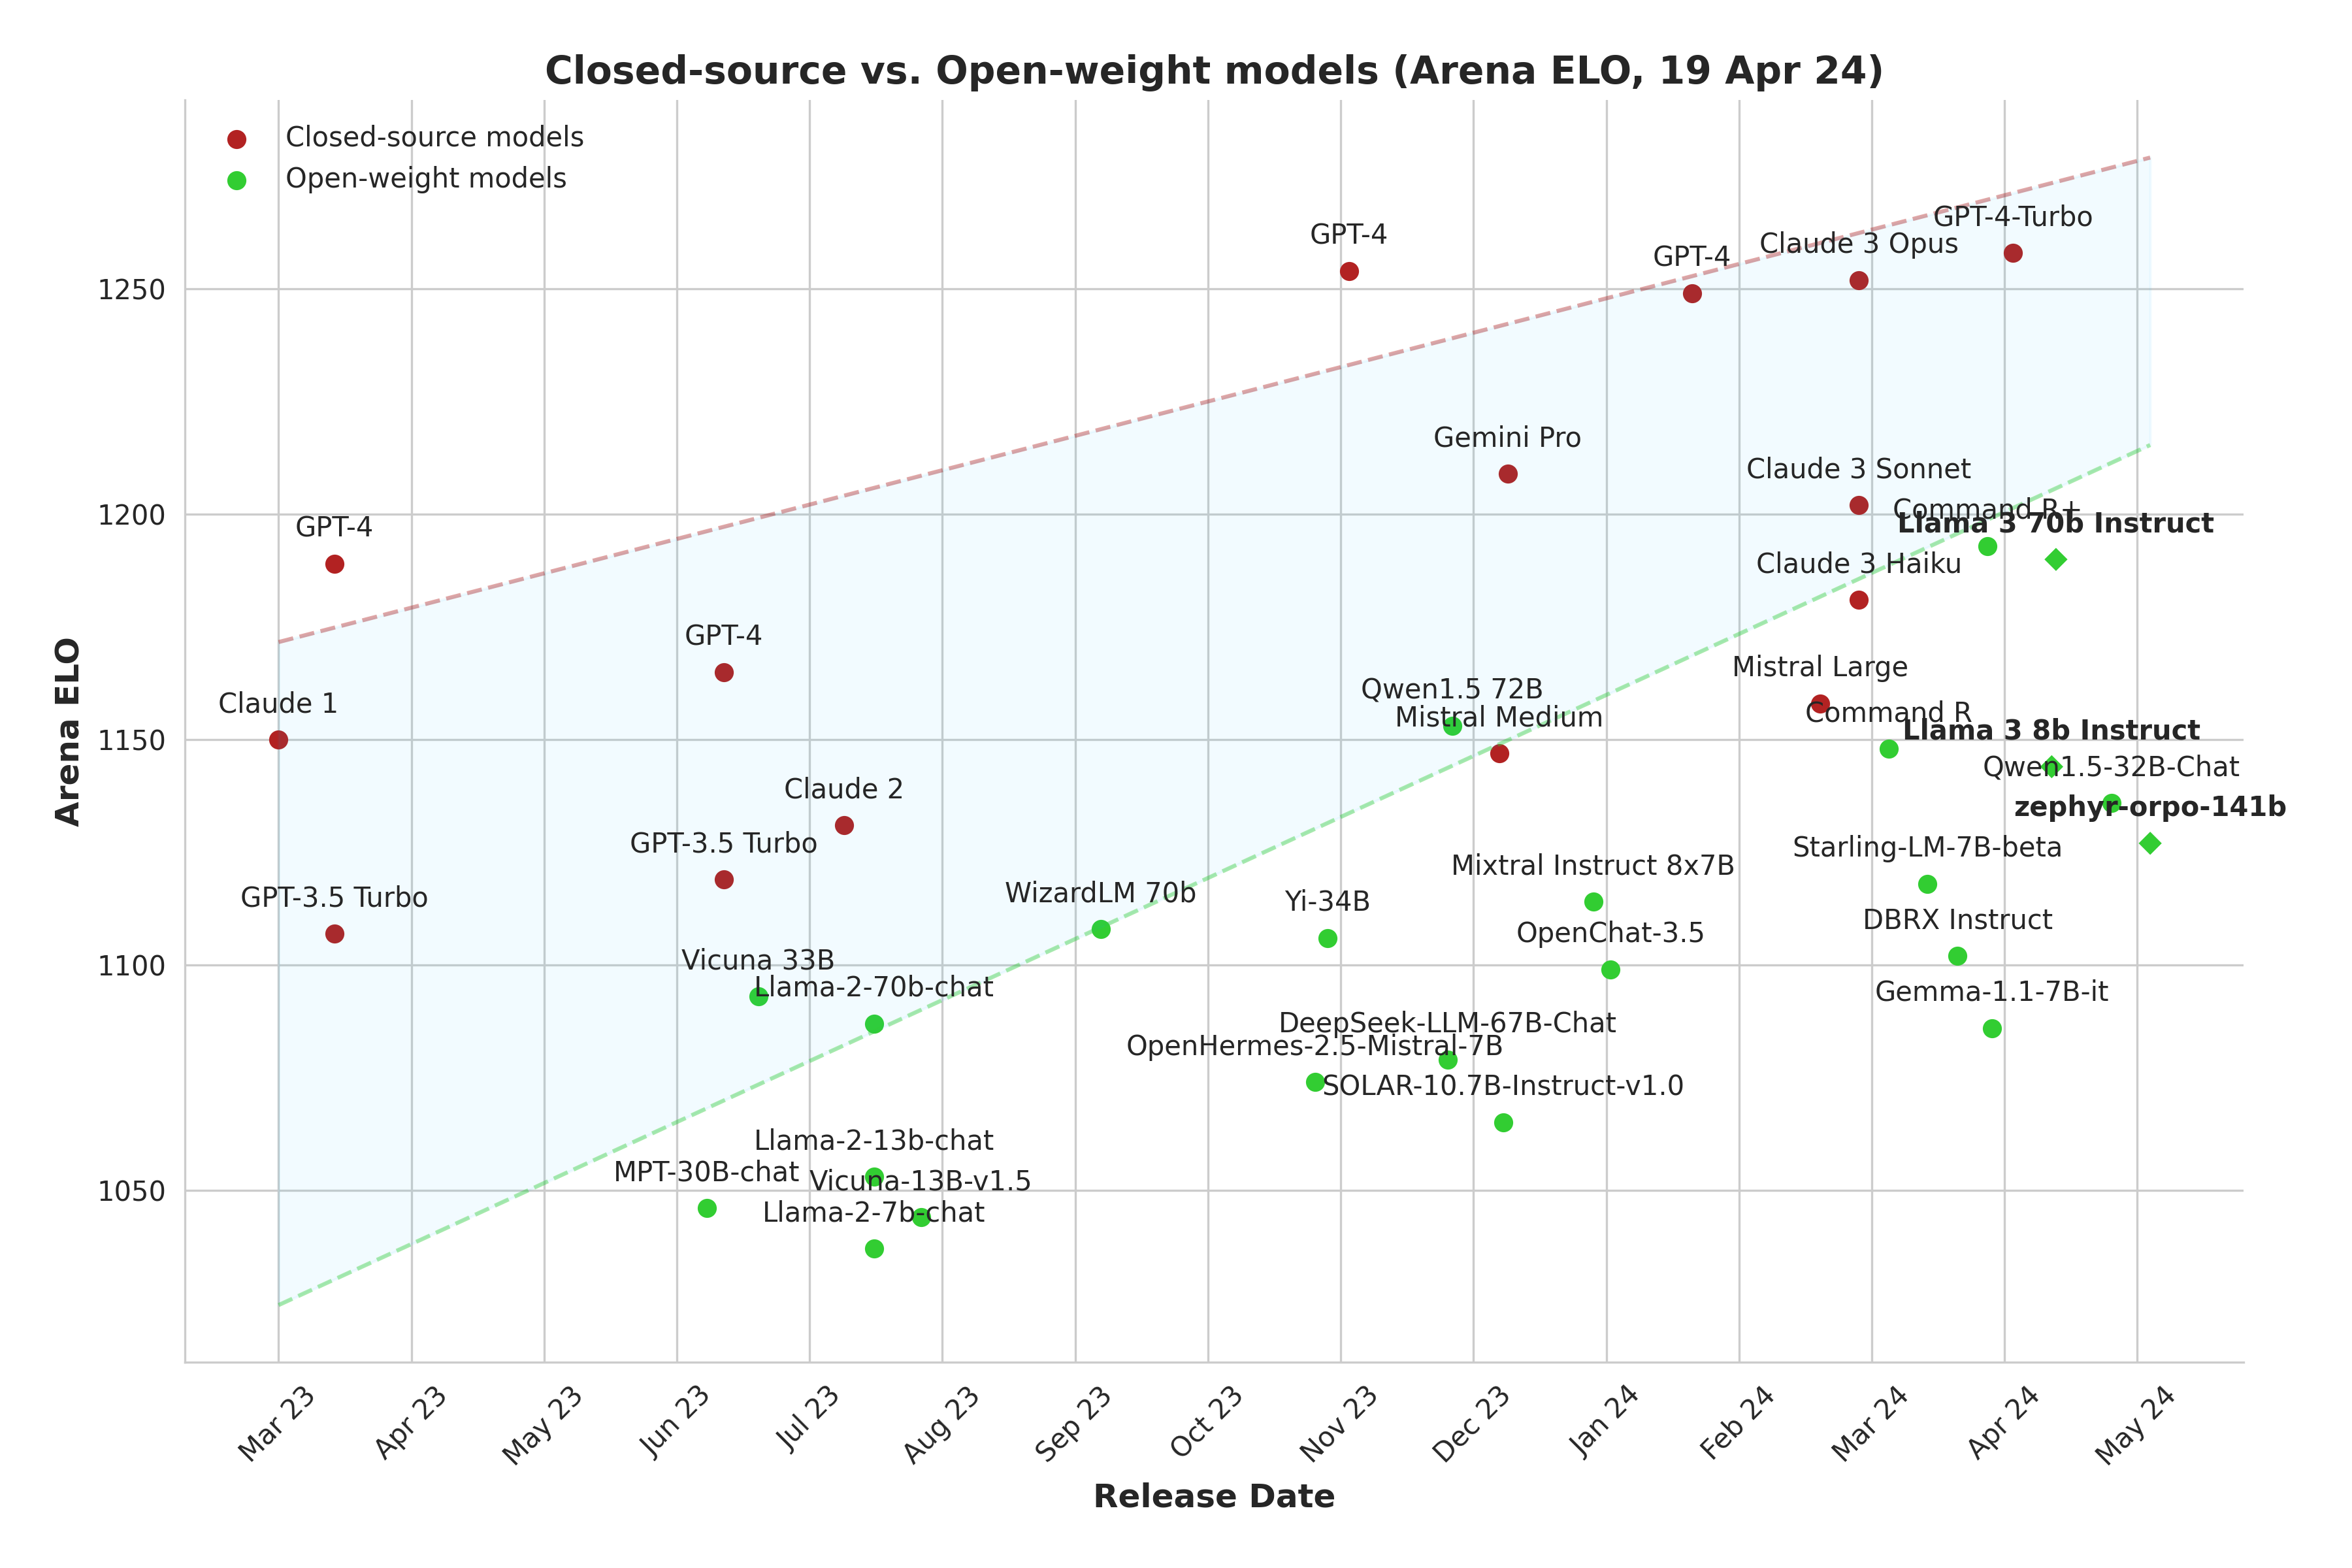 Closed-source vs. Open-weight models (Arena ELO, 19 Apr 24)
Closed-source models
Open-weight models
Arena ELO
1250
1200
1150
1100
1050
GPT-4
GPT-4-Turbo
Claude 3 Opus
GPT-4
Gemini Pro
Claude 3 Sonnet
Command R+
Llama 3 70b Instruct
GPT-4
Claude 3 Haiku
GPT-4
Mistral Large
Qwen1.5 72B
Claude 1
Mistral Medium
Command R
Llama 3 8b Instruct
Qwen1.5-32B-Chat
Claude 2
zephyr-orpo-141b
GPT-3.5 Turbo
Starling-LM-7B-beta
Mixtral Instruct 8x7B
GPT-3.5 Turbo
WizardLM 70b
Yi-34B
OpenChat-3.5
DBRX Instruct
Vicuna 33B
Llama-2-70b-chat
Gemma-1.1-7B-it
DeepSeek-LLM-67B-Chat
OpenHermes-2.5-Mistral-7B
SOLAR-10.7B-Instruct-v1.0
Llama-2-13b-chat
MPT-30B-chat
Vicuna-13B-v1.5
Llama-2-7b-chat
Mar 23
Apr 23
May 23
Jun 23
Jul 23
Aug 23
Sep 23
Oct 23
Nov 23
Dec 23
Jan 24
Feb 24
Mar 24
Apr 24
May 24
Release Date